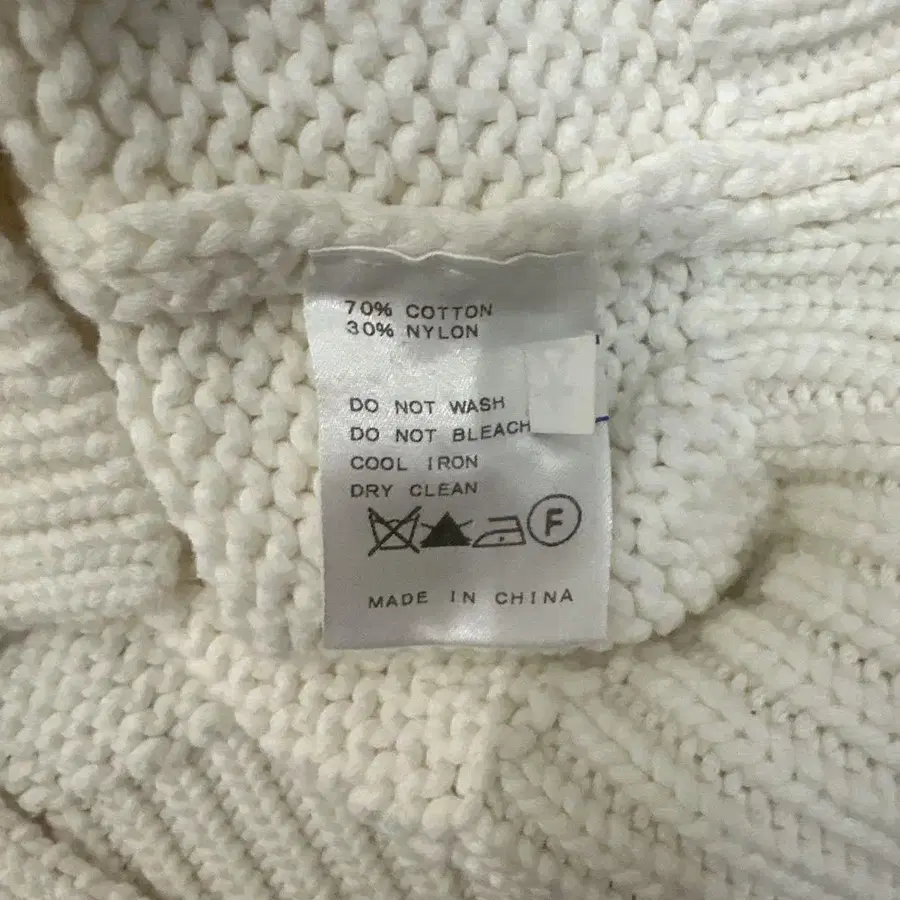 70% COTTON
30% NYLON
DO NOT WASH
DO NOT BLEACH
COOL IRON
DRY CLEAN
F
MADE IN CHINA